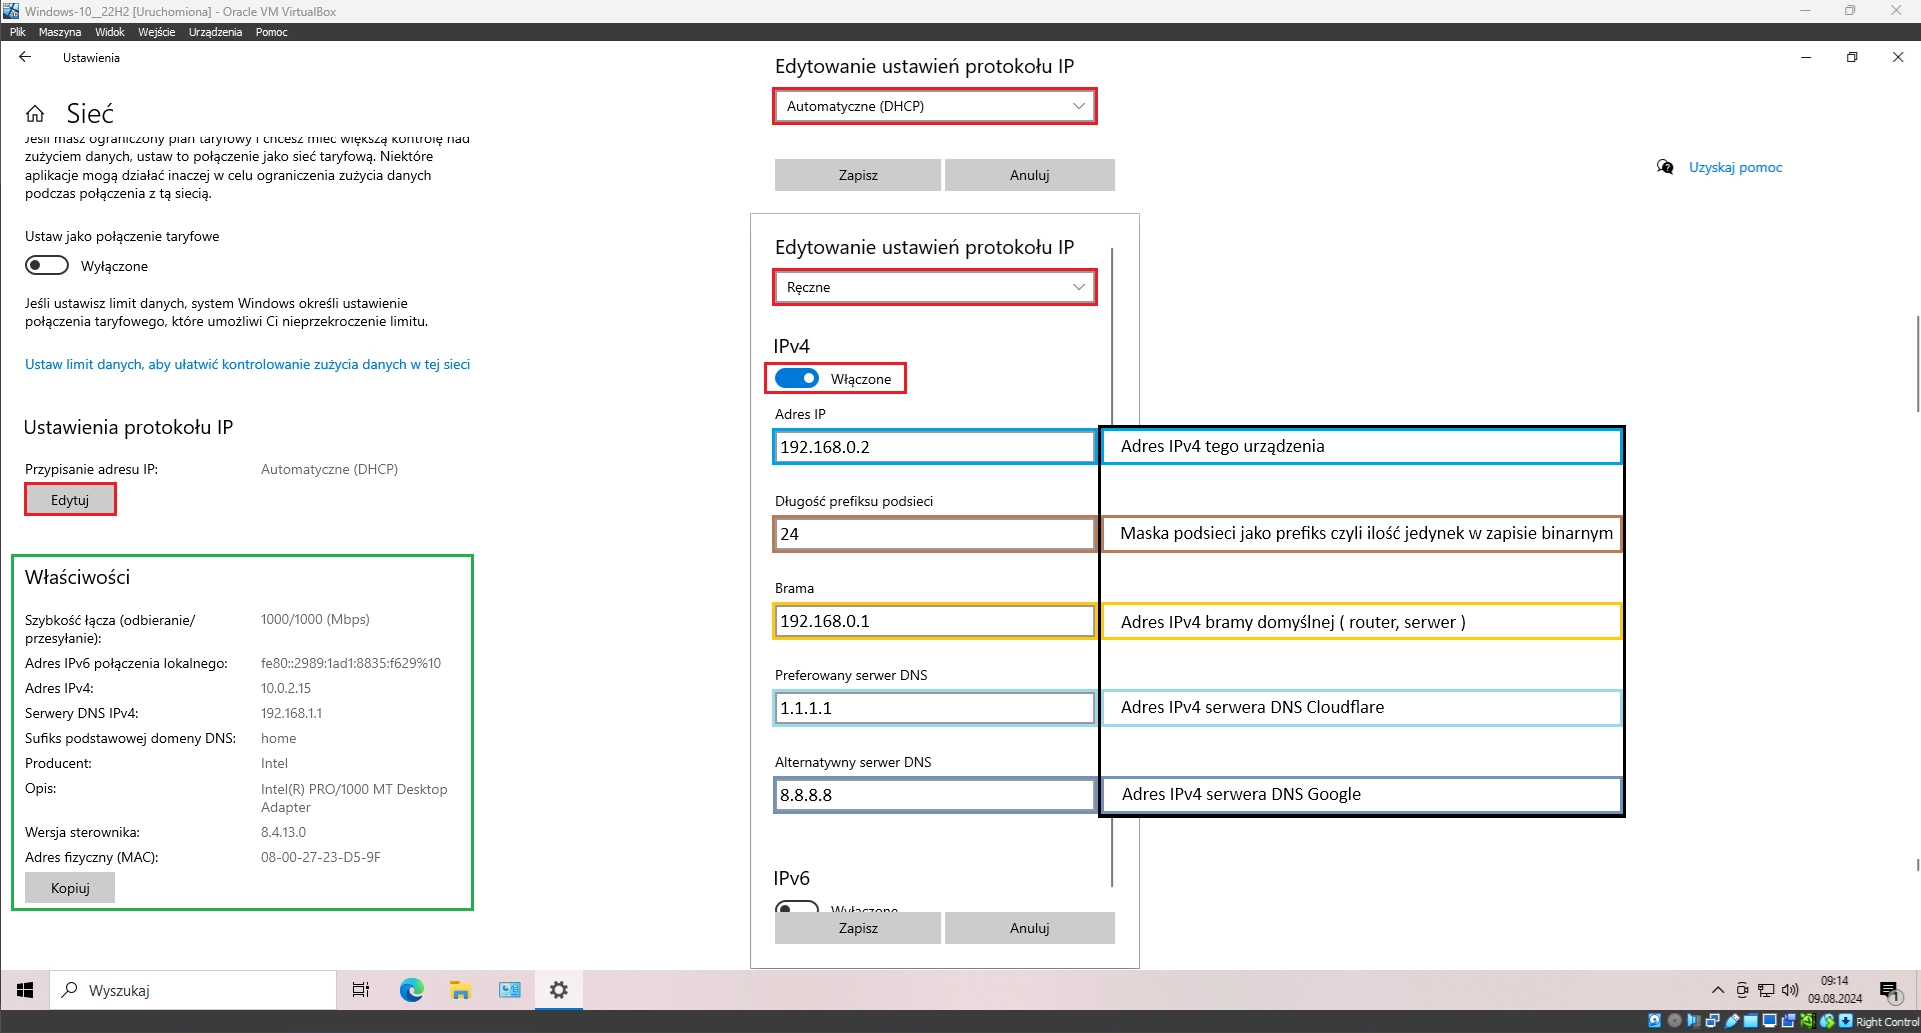 Windows-10__22H2 [Uruchomiona] - Oracle VM VirtualBox
Plik Maszyna Widok Wejście Urządzenia Pomoc
Ustawienia
Sieć
Jeśli masz ograniczony plan taryfowy i chcesz mieć większą kontrolę nad
zużyciem danych, ustaw to połączenie jako sieć taryfową. Niektóre
aplikacje mogą działać inaczej w celu ograniczenia zużycia danych
podczas połączenia z tą siecią.
Ustaw jako połączenie taryfowe
Wyłączone
Jeśli ustawisz limit danych, system Windows określi ustawienie
połączenia taryfowego, które umożliwi Ci nieprzekroczenie limitu.
Ustaw limit danych, aby ułatwić kontrolowanie zużycia danych w tej sieci
Ustawienia protokołu IP
Przypisanie adresu IP: Automatyczne (DHCP)
Edytuj
Właściwości
Szybkość łącza (odbieranie/ 1000/1000 (Mbps)
przesyłanie):
Adres IPv6 połączenia lokalnego: fe80::2989:1ad1:8835:f629%10
Adres IPv4: 10.0.2.15
Serwery DNS IPv4: 192.168.1.1
Sufiks podstawowej domeny DNS: home
Producent: Intel
Opis: Intel(R) PRO/1000 MT Desktop
Adapter
Wersja sterownika: 8.4.13.0
Adres fizyczny (MAC): 08-00-27-23-D5-9F
Kopiuj
Edytowanie ustawień protokołu IP
Automatyczne (DHCP)
Zapisz Anuluj
Edytowanie ustawień protokołu IP
Ręczne
IPv4
Włączone
Adres IP
192.168.0.2 Adres IPv4 tego urządzenia
Długość prefiksu podsieci
24 Maska podsieci jako prefiks czyli ilość jedynek w zapisie binarnym
Brama
192.168.0.1 Adres IPv4 bramy domyślnej ( router, serwer )
Preferowany serwer DNS
1.1.1.1 Adres IPv4 serwera DNS Cloudflare
Alternatywny serwer DNS
8.8.8.8 Adres IPv4 serwera DNS Google
IPv6
Wyłączone
Zapisz Anuluj
Uzyskaj pomoc
Wyszukaj
09:14
09.08.2024
1
Right Control